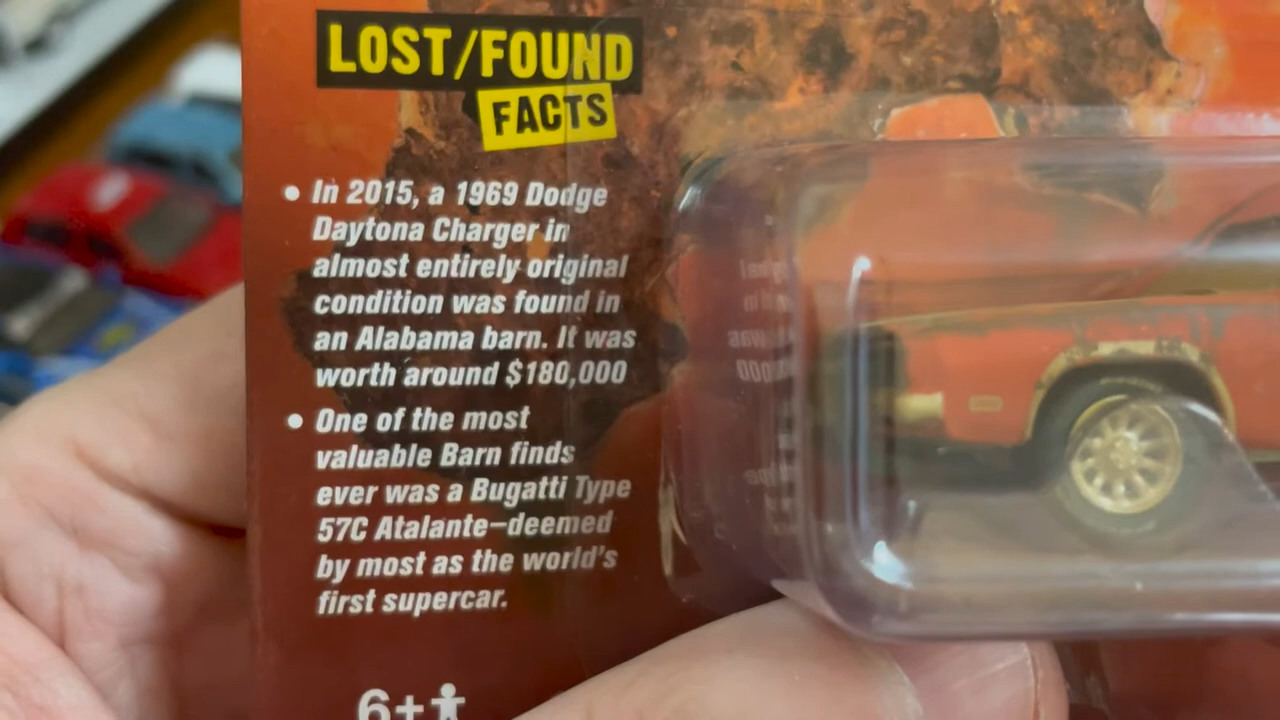 LOST/FOUND
FACTS
• In 2015, a 1969 Dodge
Daytona Charger in
almost entirely original
condition was found in
an Alabama barn. It was
worth around $180,000
• One of the most
valuable Barn finds
ever was a Bugatti Type
57C Atalante—deemed
by most as the world's
first supercar.
6+